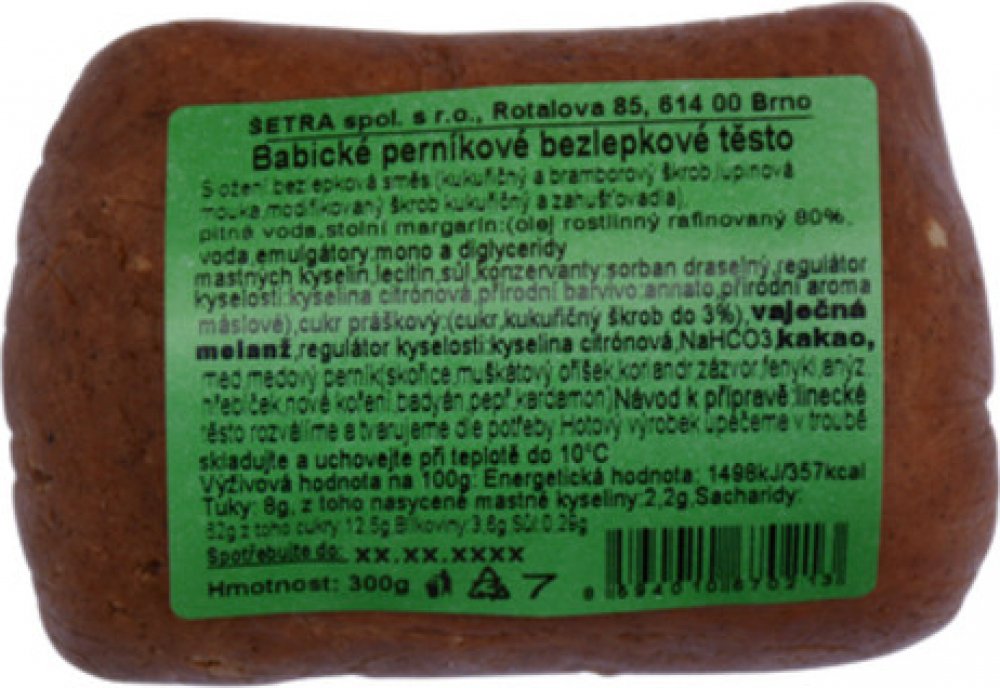 SETRA spol. s r.o., Rotalova 85, 614 00 Brno
Babické perníkové bezlepkové těsto
Složení:bezlepková směs (kukuřičný a bramborový škrob,lupinová
mouka,modifikovaný škrob kukuřičný a zahušťovadla),
pitná voda,stolní margarin:(olej rostlinný rafinovaný 80%,
voda,emulgátory:mono a diglyceridy
mastných kyselin,lecitin,sůl,konzervanty:sorban draselný,regulátor
kyselosti:kyselina citrónová,přírodní barvivo:annato,přírodní aroma
máslové),cukr práškový:(cukr,kukuřičný škrob do 3%),vaječná
melanž,regulátor kyselosti:kyselina citrónová,NaHCO3,kakao,
med,medový perník(skořice,muškátový oříšek,koriandr,zázvor,fenykl,anýz,
hřebíček,nové koření,badyán,pepř,kardamon)Návod k přípravě:linecké
těsto rozválíme a tvarujeme dle potřeby.Hotový výrobek upečeme v troubě
skladujte a uchovejte při teplotě do 10°C
Výživová hodnota na 100g: Energetická hodnota: 1498kJ/357kcal
Tuky: 8g, z toho nasycené mastné kyseliny:2,2g,Sacharidy:
62g z toho cukry: 12,5g,Bílkoviny:3,6g,Sůl:0,29g
Spotřebujte do: xx.xx.xxxx
Hmotnost: 300g 7